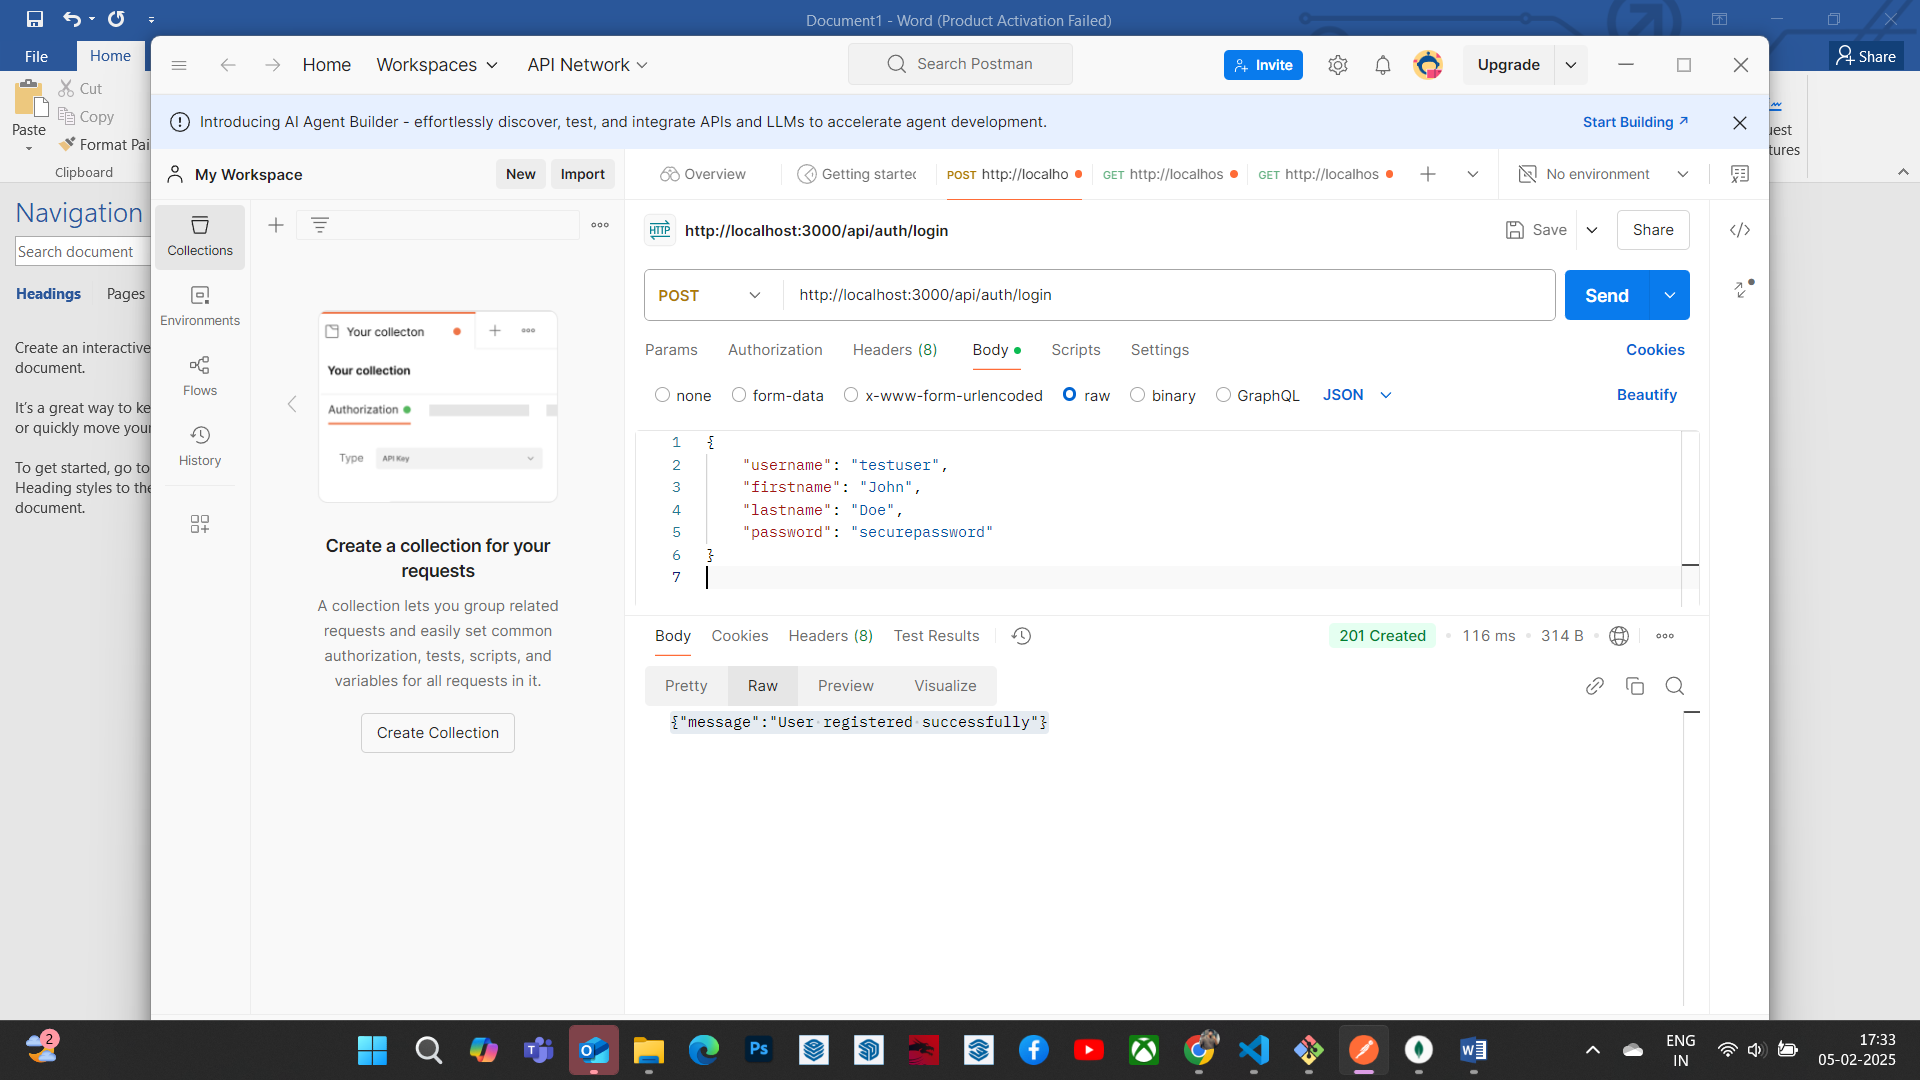 Document1 - Word (Product Activation Failed)
File
Home
Share
Cut
Copy
Format Pai
Paste
Clipboard
uest
tures
Navigation
Search document
Headings
Pages
Create an interactive
document.
It's a great way to ke
or quickly move your
To get started, go to
Heading styles to the
document.
Home
Workspaces
API Network
Search Postman
Invite
Upgrade
Introducing AI Agent Builder - effortlessly discover, test, and integrate APIs and LLMs to accelerate agent development.
Start Building
My Workspace
New
Import
Overview
Getting startec
POST http://localho
GET http://localhos
GET http://localhos
No environment
Collections
Environments
Flows
History
Your collecton
Your collection
Authorization
Type
API Key
Create a collection for your
requests
A collection lets you group related
requests and easily set common
authorization, tests, scripts, and
variables for all requests in it.
Create Collection
HTTP
http://localhost:3000/api/auth/login
Save
Share
POST
http://localhost:3000/api/auth/login
Send
Params
Authorization
Headers (8)
Body
Scripts
Settings
Cookies
none
form-data
x-www-form-urlencoded
raw
binary
GraphQL
JSON
Beautify
1 {
2 "username": "testuser",
3 "firstname": "John",
4 "lastname": "Doe",
5 "password": "securepassword"
6 }
7
Body
Cookies
Headers (8)
Test Results
201 Created
116 ms
314 B
Pretty
Raw
Preview
Visualize
{"message":"User registered successfully"}
2
Ps
ENG
IN
17:33
05-02-2025